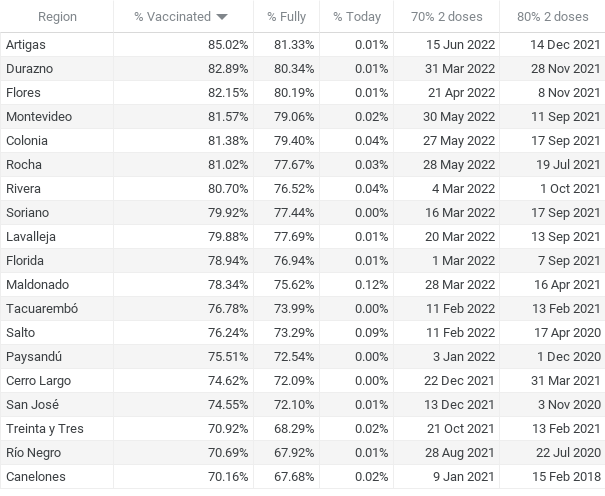 Region % Vaccinated % Fully % Today 70% 2 doses 80% 2 doses
Artigas 85.02% 81.33% 0.01% 15 Jun 2022 14 Dec 2021
Durazno 82.89% 80.34% 0.01% 31 Mar 2022 28 Nov 2021
Flores 82.15% 80.19% 0.01% 21 Apr 2022 8 Nov 2021
Montevideo 81.57% 79.06% 0.02% 30 May 2022 11 Sep 2021
Colonia 81.38% 79.40% 0.04% 27 May 2022 17 Sep 2021
Rocha 81.02% 77.67% 0.03% 28 May 2022 19 Jul 2021
Rivera 80.70% 76.52% 0.04% 4 Mar 2022 1 Oct 2021
Soriano 79.92% 77.44% 0.00% 16 Mar 2022 17 Sep 2021
Lavalleja 79.88% 77.69% 0.01% 20 Mar 2022 13 Sep 2021
Florida 78.94% 76.94% 0.01% 1 Mar 2022 7 Sep 2021
Maldonado 78.34% 75.62% 0.12% 28 Mar 2022 16 Apr 2021
Tacuarembó 76.78% 73.99% 0.00% 11 Feb 2022 13 Feb 2021
Salto 76.24% 73.29% 0.09% 11 Feb 2022 17 Apr 2020
Paysandú 75.51% 72.54% 0.00% 3 Jan 2022 1 Dec 2020
Cerro Largo 74.62% 72.09% 0.00% 22 Dec 2021 31 Mar 2021
San José 74.55% 72.10% 0.01% 13 Dec 2021 3 Nov 2020
Treinta y Tres 70.92% 68.29% 0.02% 21 Oct 2021 13 Feb 2021
Río Negro 70.69% 67.92% 0.01% 28 Aug 2021 22 Jul 2020
Canelones 70.16% 67.68% 0.02% 9 Jan 2021 15 Feb 2018